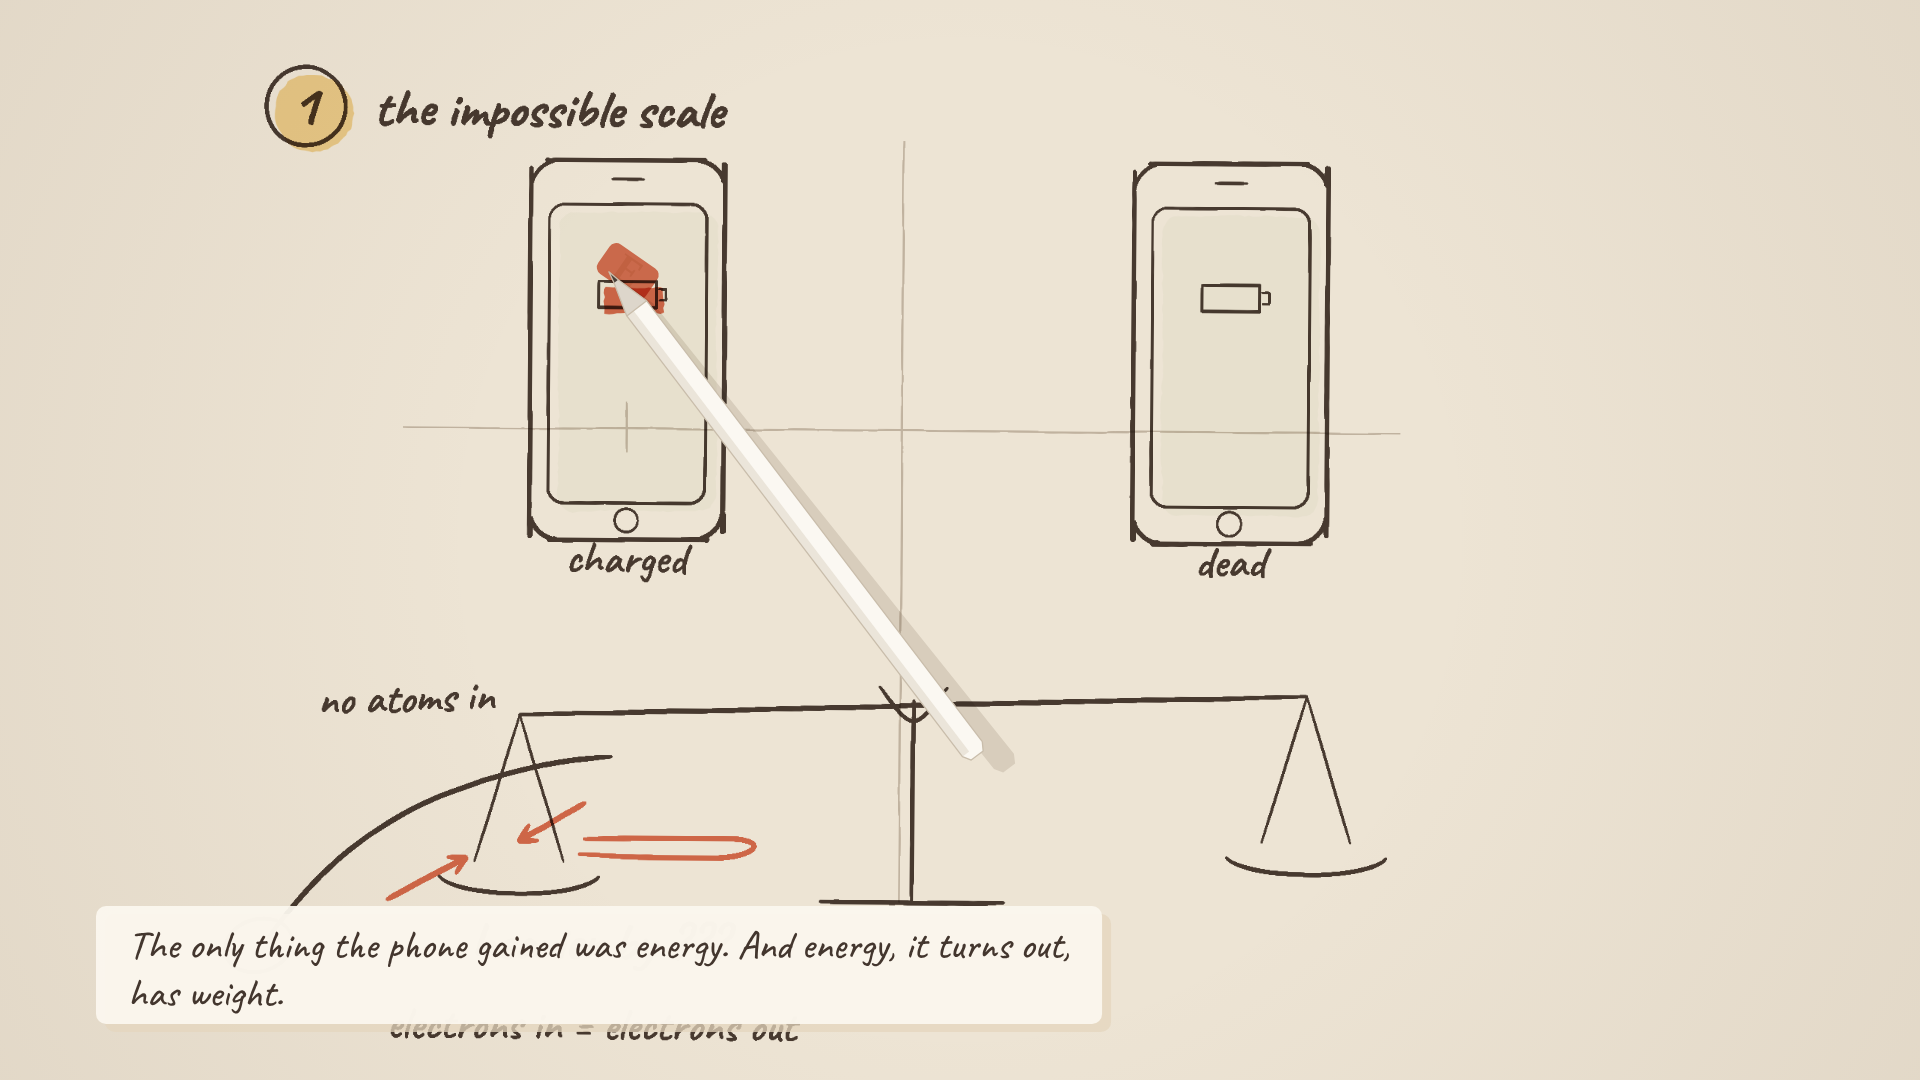 1
the impossible scale
charged
dead
no atoms in
The only thing the phone gained was energy. And energy, it turns out,
has weight.
electrons in = electrons out